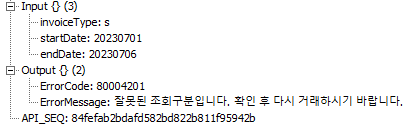 Input {} (3)
invoiceType: s
startDate: 20230701
endDate: 20230706
Output {} (2)
ErrorCode: 80004201
ErrorMessage: 잘못된 조회구분입니다. 확인 후 다시 거래하시기 바랍니다.
API_SEQ: 84fefab2bdafd582bd822b811f95942b